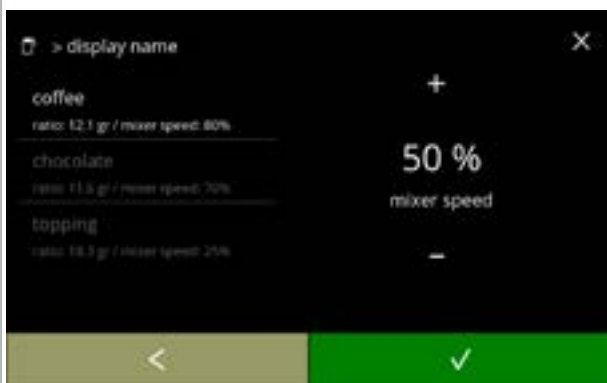 > display name
coffee
ratio: 12.1 gr / mixer speed: 80%
chocolate
ratio: 11.6 gr / mixer speed: 70%
topping
ratio: 18.3 gr / mixer speed: 25%
+
50 %
mixer speed
–
<